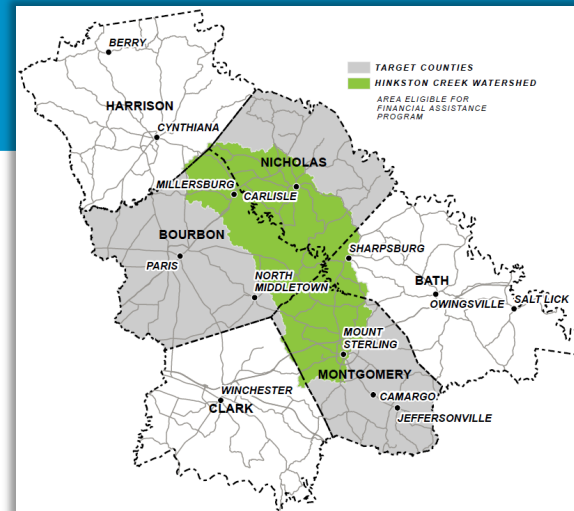 BERRY
HARRISON
CYNTHIANA
TARGET COUNTIES
HINKSTON CREEK WATERSHED
AREA ELIGIBLE FOR
FINANCIAL ASSISTANCE
PROGRAM
NICHOLAS
MILLERSBURG
CARLISLE
BOURBON
PARIS
SHARPSBURG
NORTH
MIDDLETOWN
BATH
OWINGSVILLE
SALT LICK
MOUNT
STERLING
MONTGOMERY
WINCHESTER
CLARK
CAMARGO
JEFFERSONVILLE